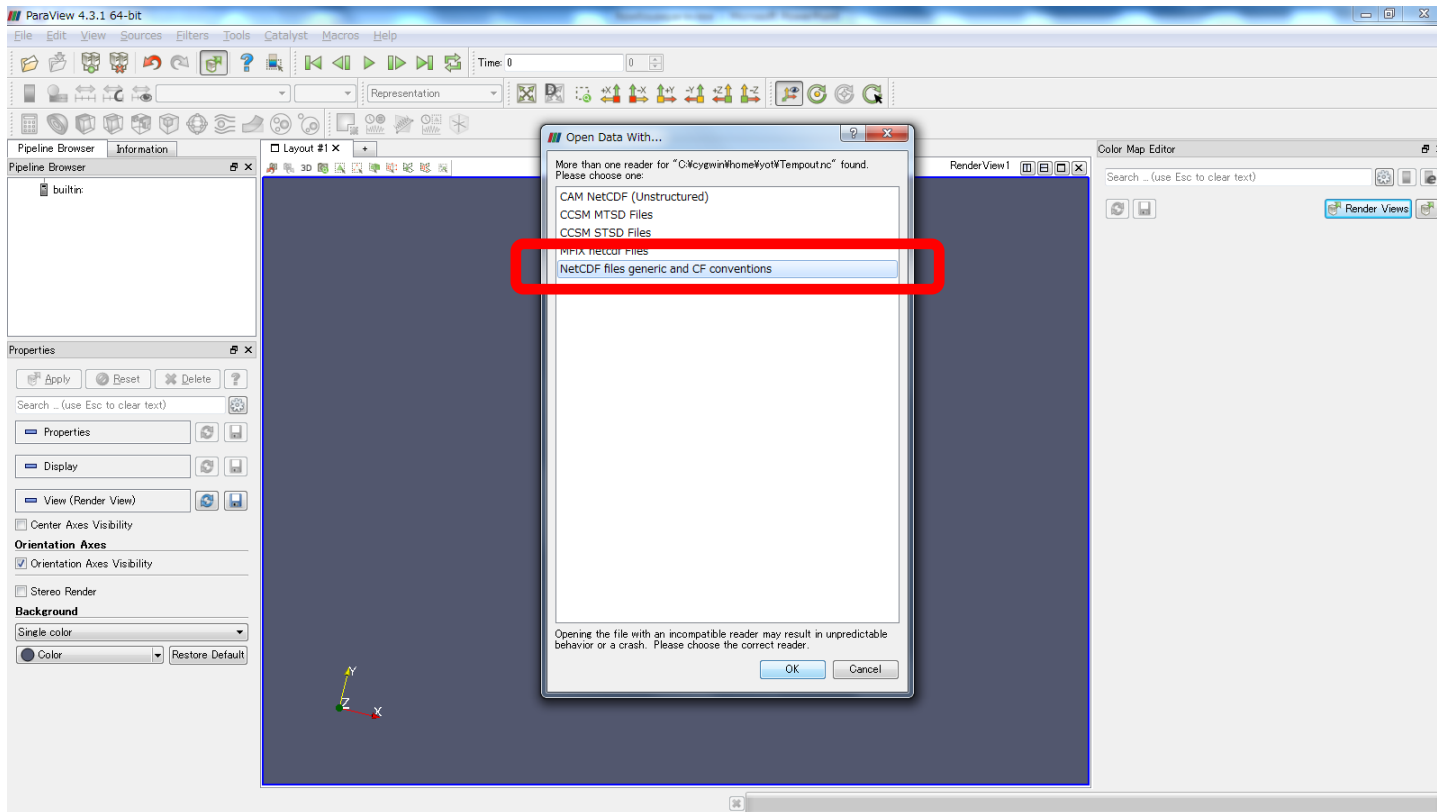 ParaView 4.3.1 64-bit
File Edit View Sources Filters Tools Catalyst Macros Help
Time: 0 0
Representation
Pipeline Browser Information
Pipeline Browser
builtin:
Layout #1 × +
3D
RenderView1
Color Map Editor
Search ... (use Esc to clear text)
Render Views
Open Data With...
More than one reader for "C:¥cygwin¥home¥yot¥Tempout.nc" found.
Please choose one:
CAM NetCDF (Unstructured)
CCSM MTSD Files
CCSM STSD Files
MFIX netcdf Files
NetCDF files generic and CF conventions
Opening the file with an incompatible reader may result in unpredictable
behavior or a crash. Please choose the correct reader.
OK Cancel
Properties
Apply Reset Delete ?
Search ... (use Esc to clear text)
Properties
Display
View (Render View)
Center Axes Visibility
Orientation Axes
Orientation Axes Visibility
Stereo Render
Background
Single color
Color Restore Default
Y
Z
X